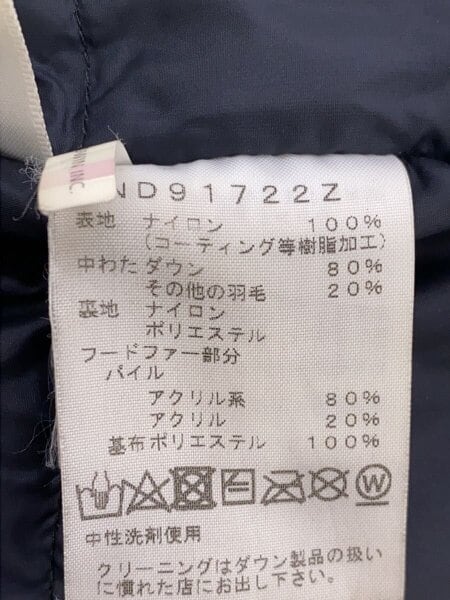 INC.
ND91722Z
表地 ナイロン 100%
(コーティング等樹脂加工)
中わた ダウン 80%
その他の羽毛 20%
裏地 ナイロン
ポリエステル
フードファー部分
パイル
アクリル系 80%
アクリル 20%
基布ポリエステル 100%
W
中性洗剤使用
クリーニングはダウン製品の扱い
に慣れた店にお出し下さい。